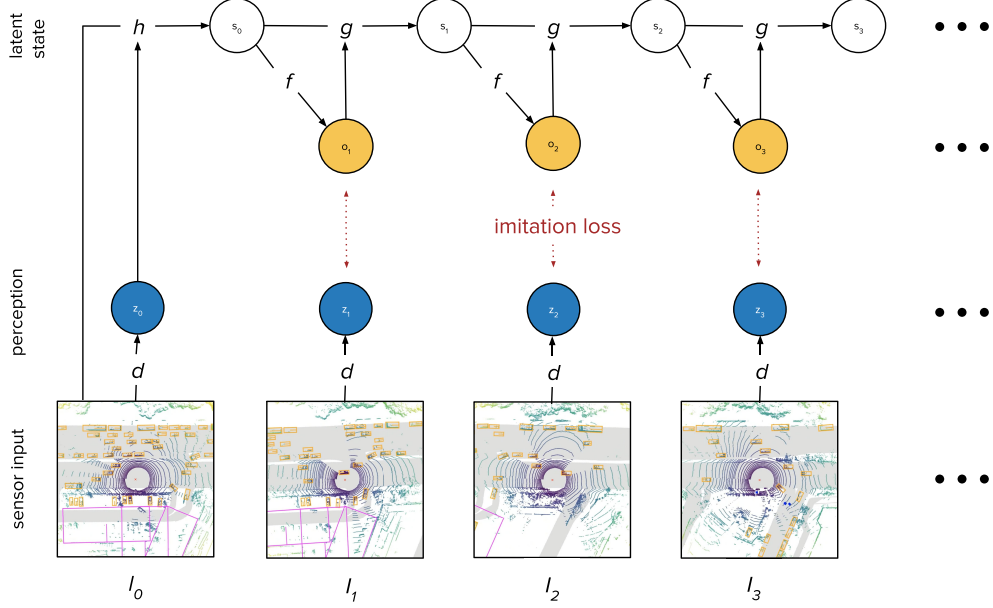 latent
state
h
s0
g
s1
g
s2
g
s3
f
f
f
o1
o2
o3
imitation loss
perception
z0
z1
z2
z3
d
d
d
d
sensor input
I0
I1
I2
I3